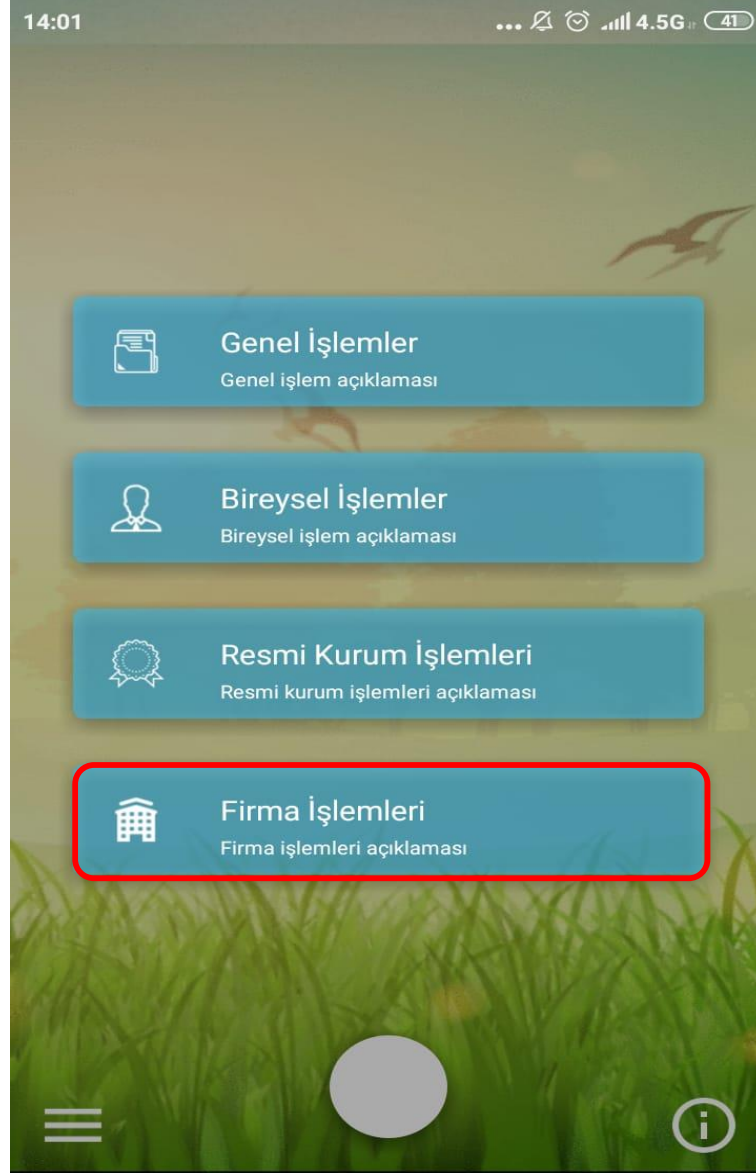 14:01
... 4.5G 41
Genel İşlemler
Genel işlem açıklaması
Bireysel İşlemler
Bireysel işlem açıklaması
Resmi Kurum İşlemleri
Resmi kurum işlemleri açıklaması
Firma İşlemleri
Firma işlemleri açıklaması